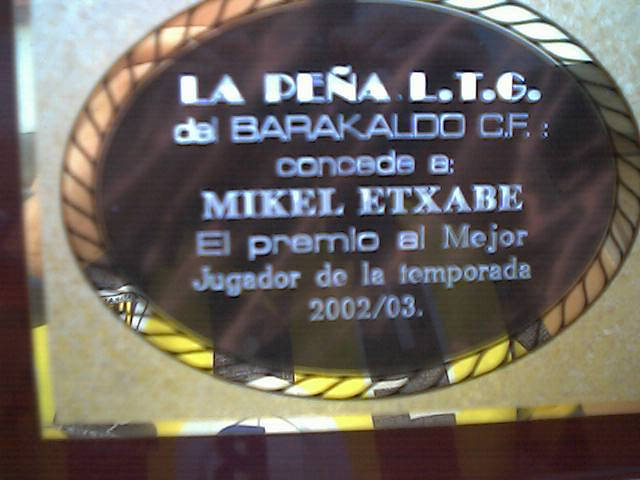 LA PEÑA L.T.G.
del BARAKALDO C.F. :
concede a:
MIKEL ETXABE
El premio al Mejor
Jugador de la temporada
2002/03.